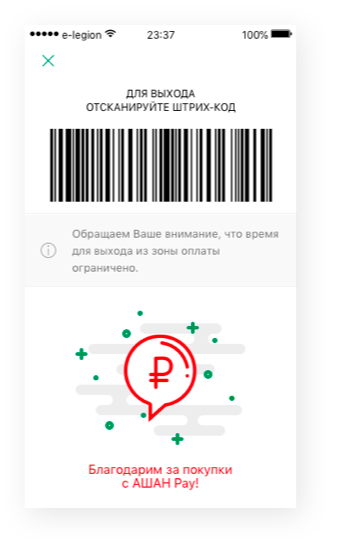 ●●●●● e-legion 23:37 100%
ДЛЯ ВЫХОДА
ОТСКАНИРУЙТЕ ШТРИХ-КОД
Обращаем Ваше внимание, что время
для выхода из зоны оплаты
ограничено.
₽
Благодарим за покупки
с АШАН Pay!